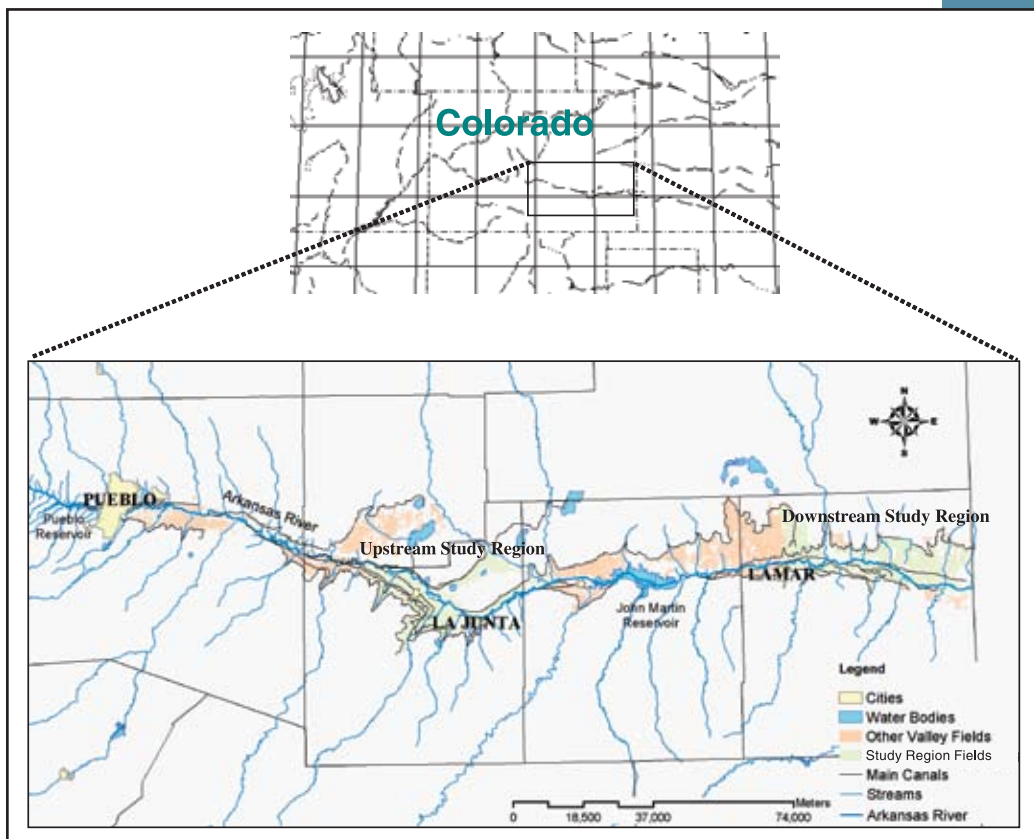 Colorado
N
W E
S
PUEBLO
Pueblo
Reservoir
Arkansas River
Upstream Study Region
Downstream Study Region
LAMAR
LA JUNTA
John Martin
Reservoir
Legend
Cities
Water Bodies
Other Valley Fields
Study Region Fields
Main Canals
Streams
Arkansas River
Meters
0 18,500 37,000 74,000